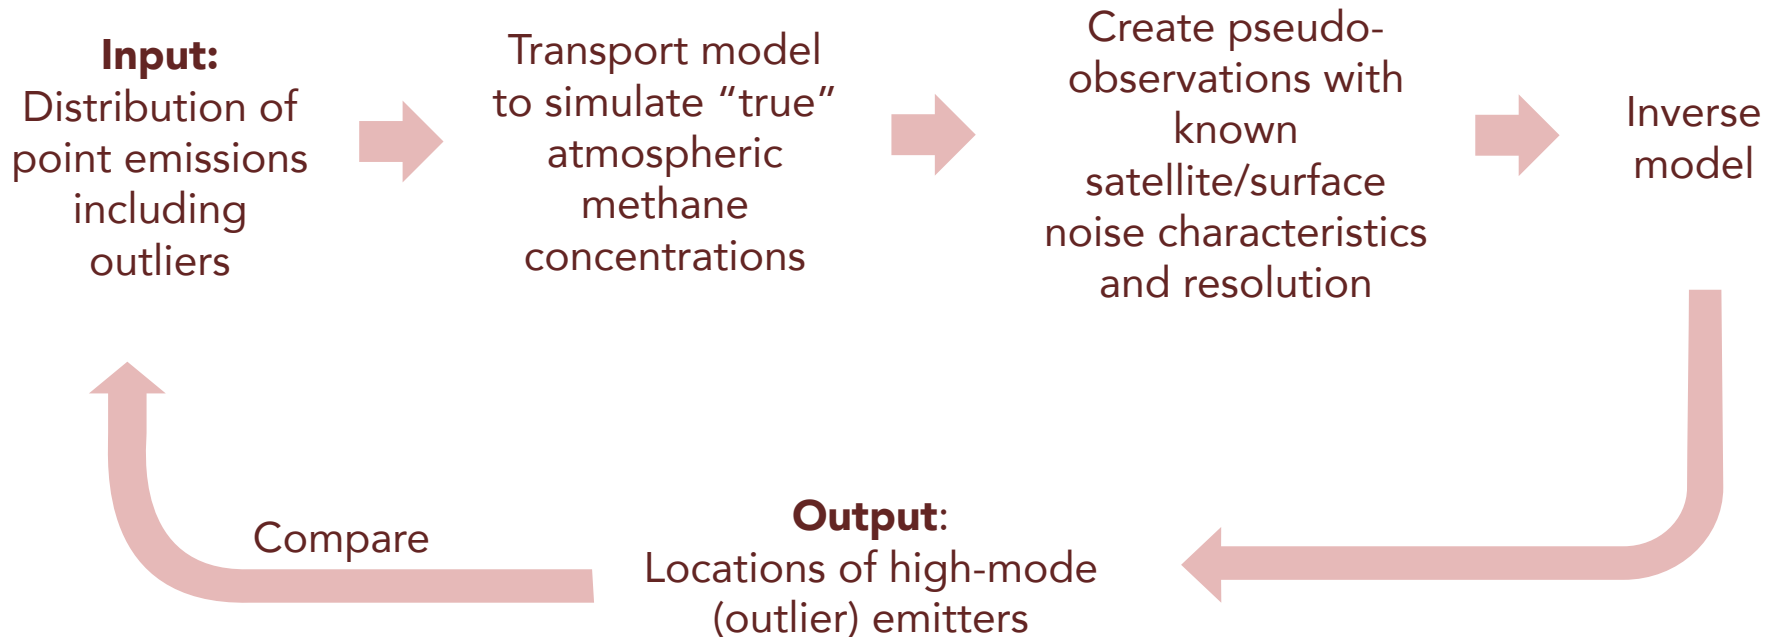 Input:
Distribution of
point emissions
including
outliers
Transport model
to simulate “true”
atmospheric
methane
concentrations
Create pseudo-
observations with
known
satellite/surface
noise characteristics
and resolution
Inverse
model
Compare
Output:
Locations of high-mode
(outlier) emitters